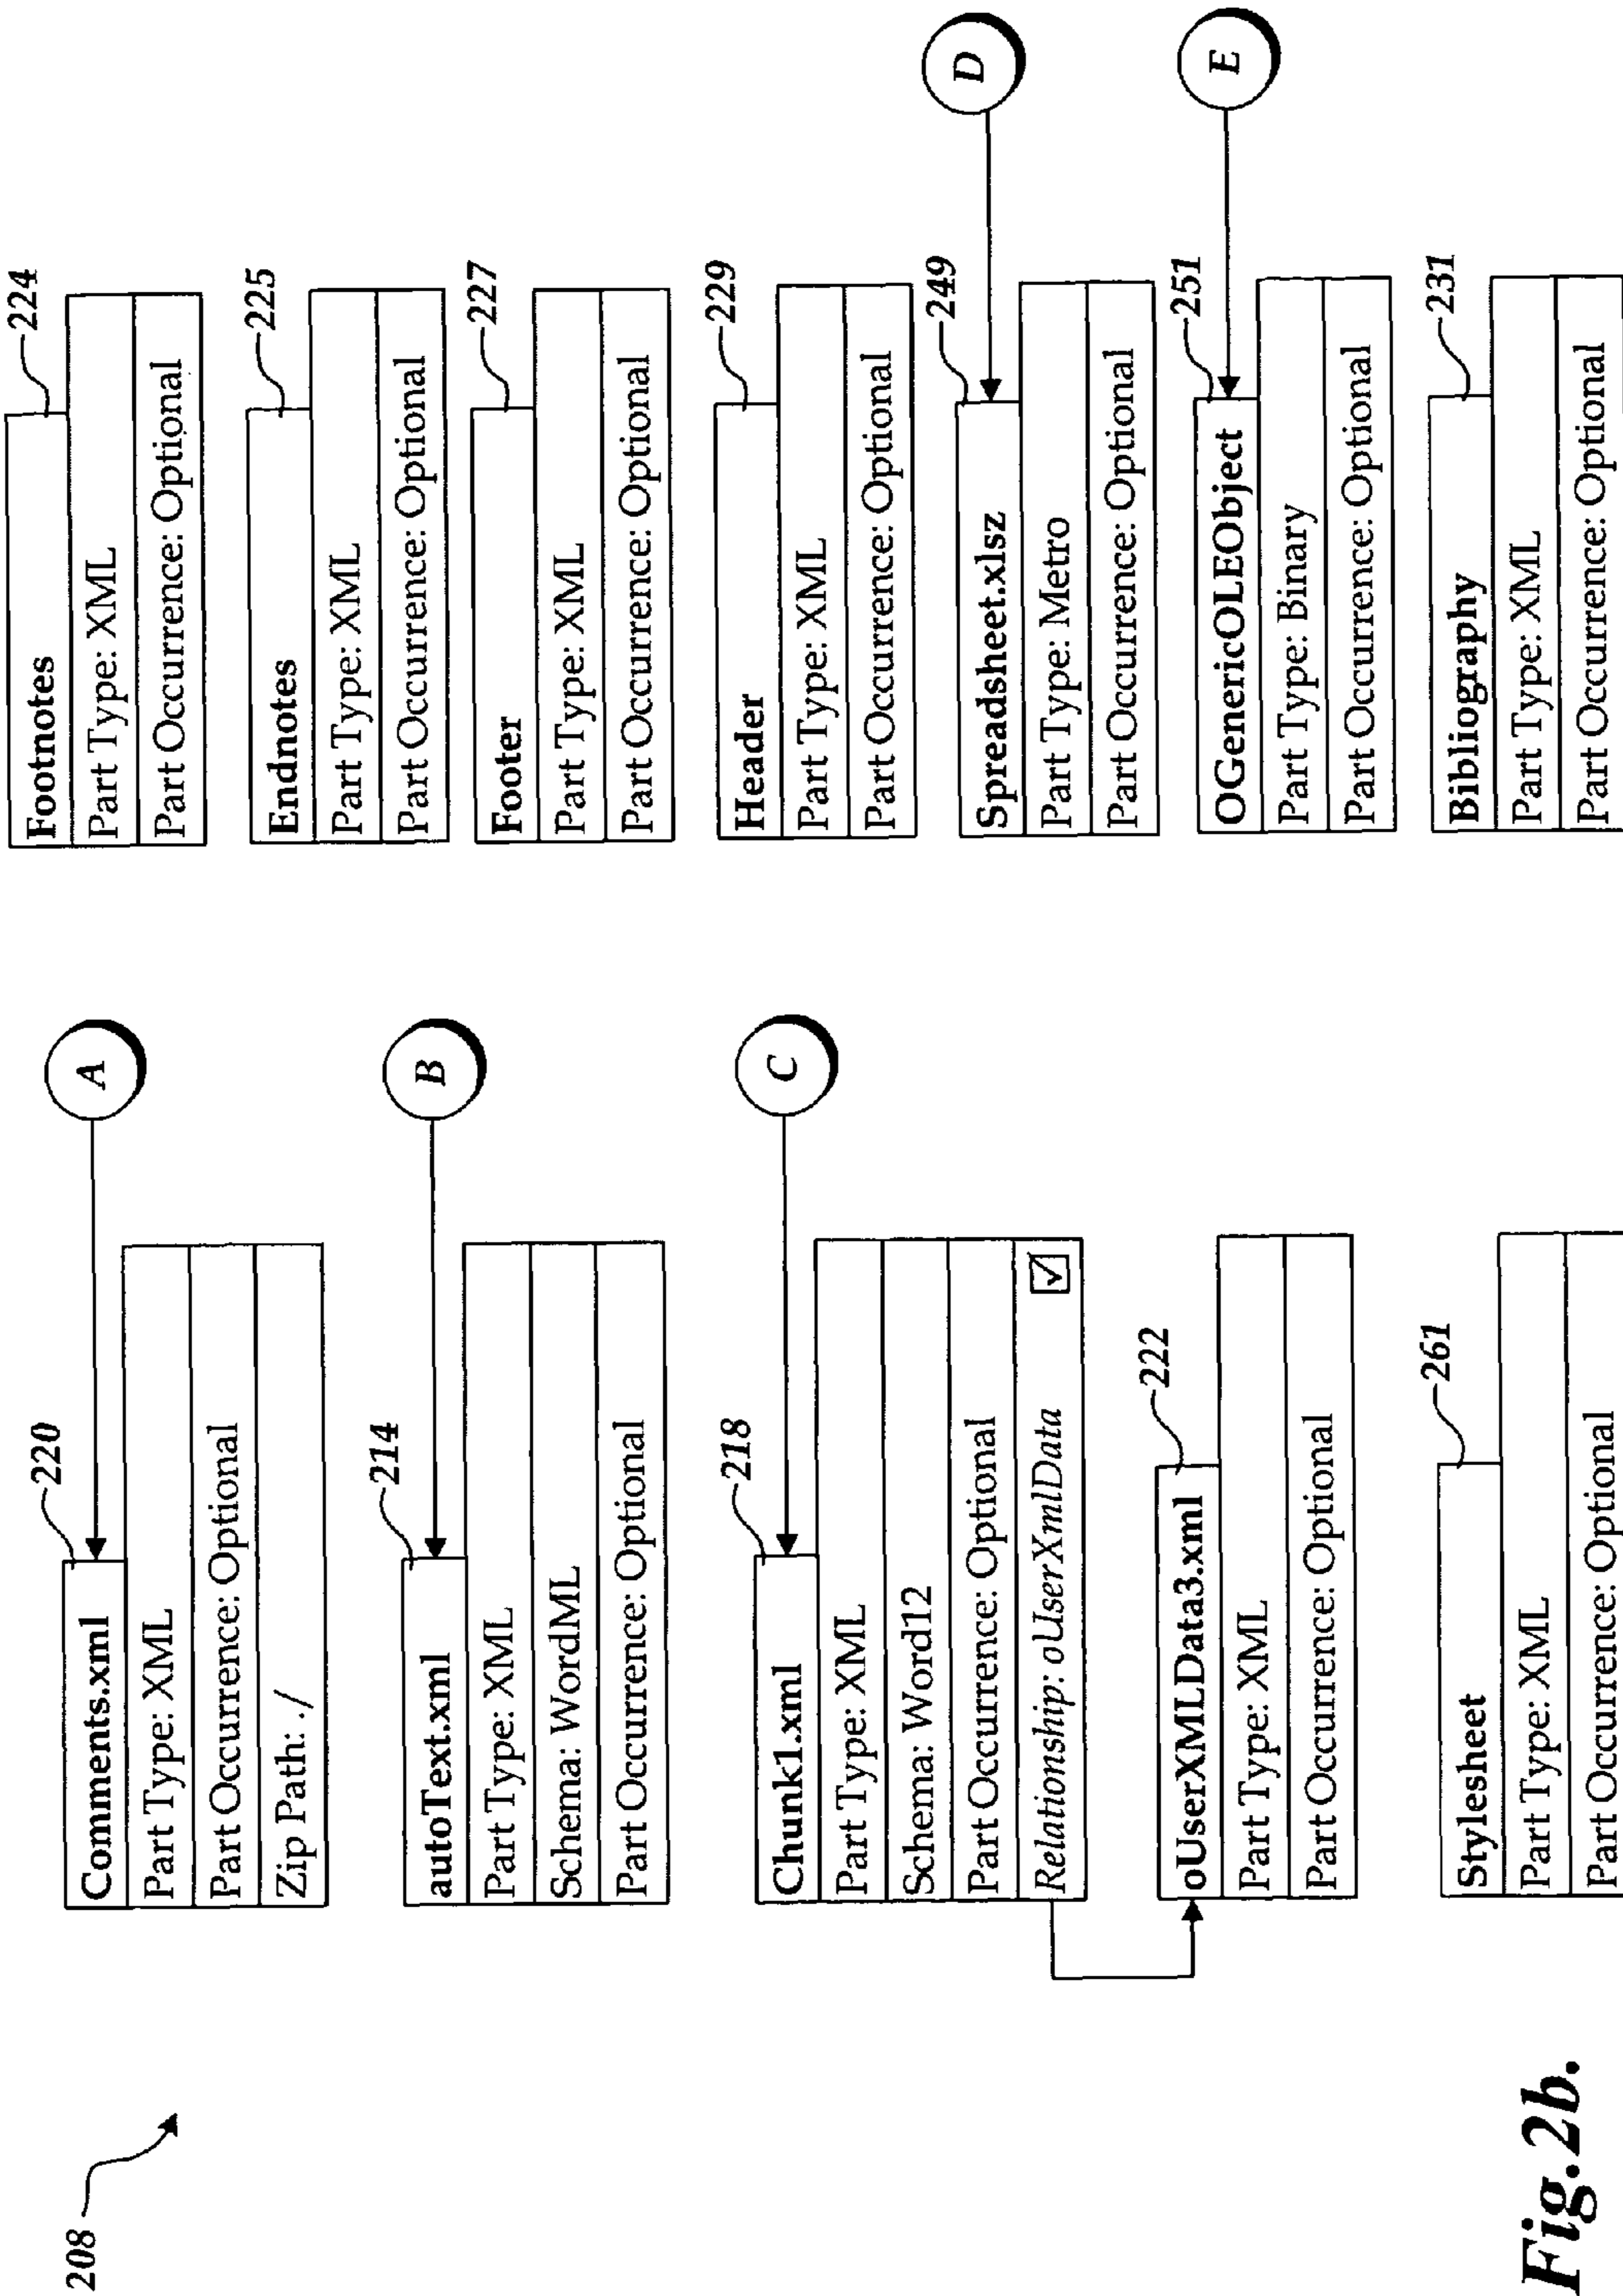 208
A
220
Comments.xml
Part Type: XML
Part Occurrence: Optional
Zip Path: ./
B
214
autoText.xml
Part Type: XML
Schema: WordML
Part Occurrence: Optional
C
218
Chunk1.xml
Part Type: XML
Schema: Word12
Part Occurrence: Optional
Relationship: oUserXmlData
222
oUserXMLData3.xml
Part Type: XML
Part Occurrence: Optional
261
Stylesheet
Part Type: XML
Part Occurrence: Optional
224
Footnotes
Part Type: XML
Part Occurrence: Optional
225
Endnotes
Part Type: XML
Part Occurrence: Optional
227
Footer
Part Type: XML
Part Occurrence: Optional
229
Header
Part Type: XML
Part Occurrence: Optional
D
249
Spreadsheet.xlsz
Part Type: Metro
Part Occurrence: Optional
E
251
OGenericOLEObject
Part Type: Binary
Part Occurrence: Optional
231
Bibliography
Part Type: XML
Part Occurrence: Optional
Fig.2b.